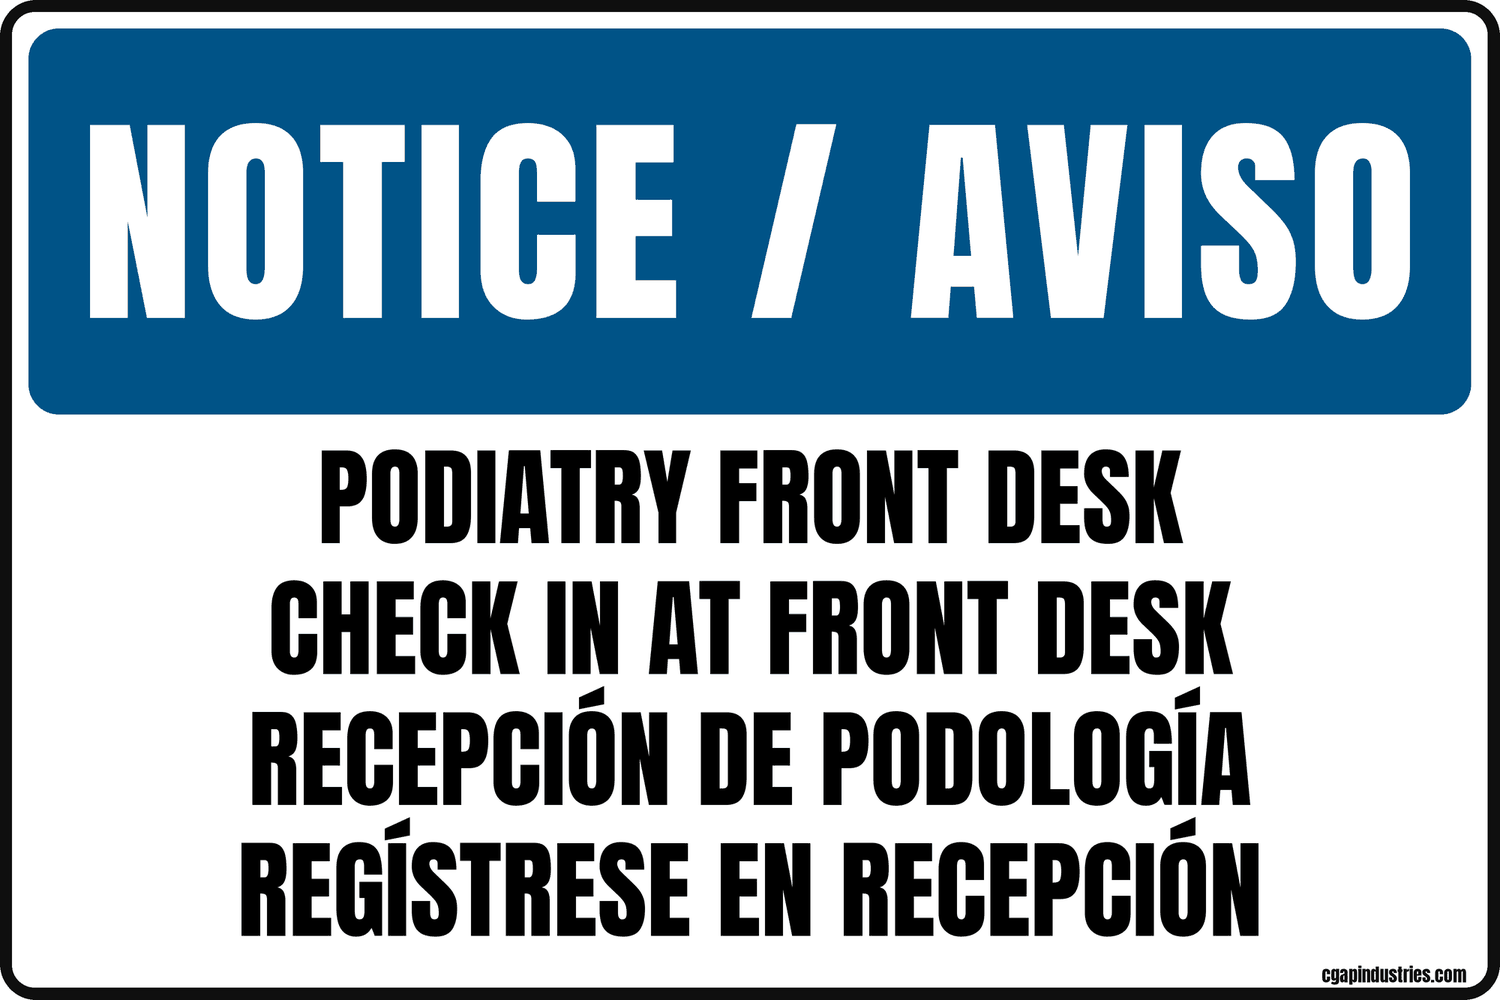 NOTICE / AVISO
PODIATRY FRONT DESK
CHECK IN AT FRONT DESK
RECEPCIÓN DE PODOLOGÍA
REGÍSTRESE EN RECEPCIÓN
cgapindustries.com